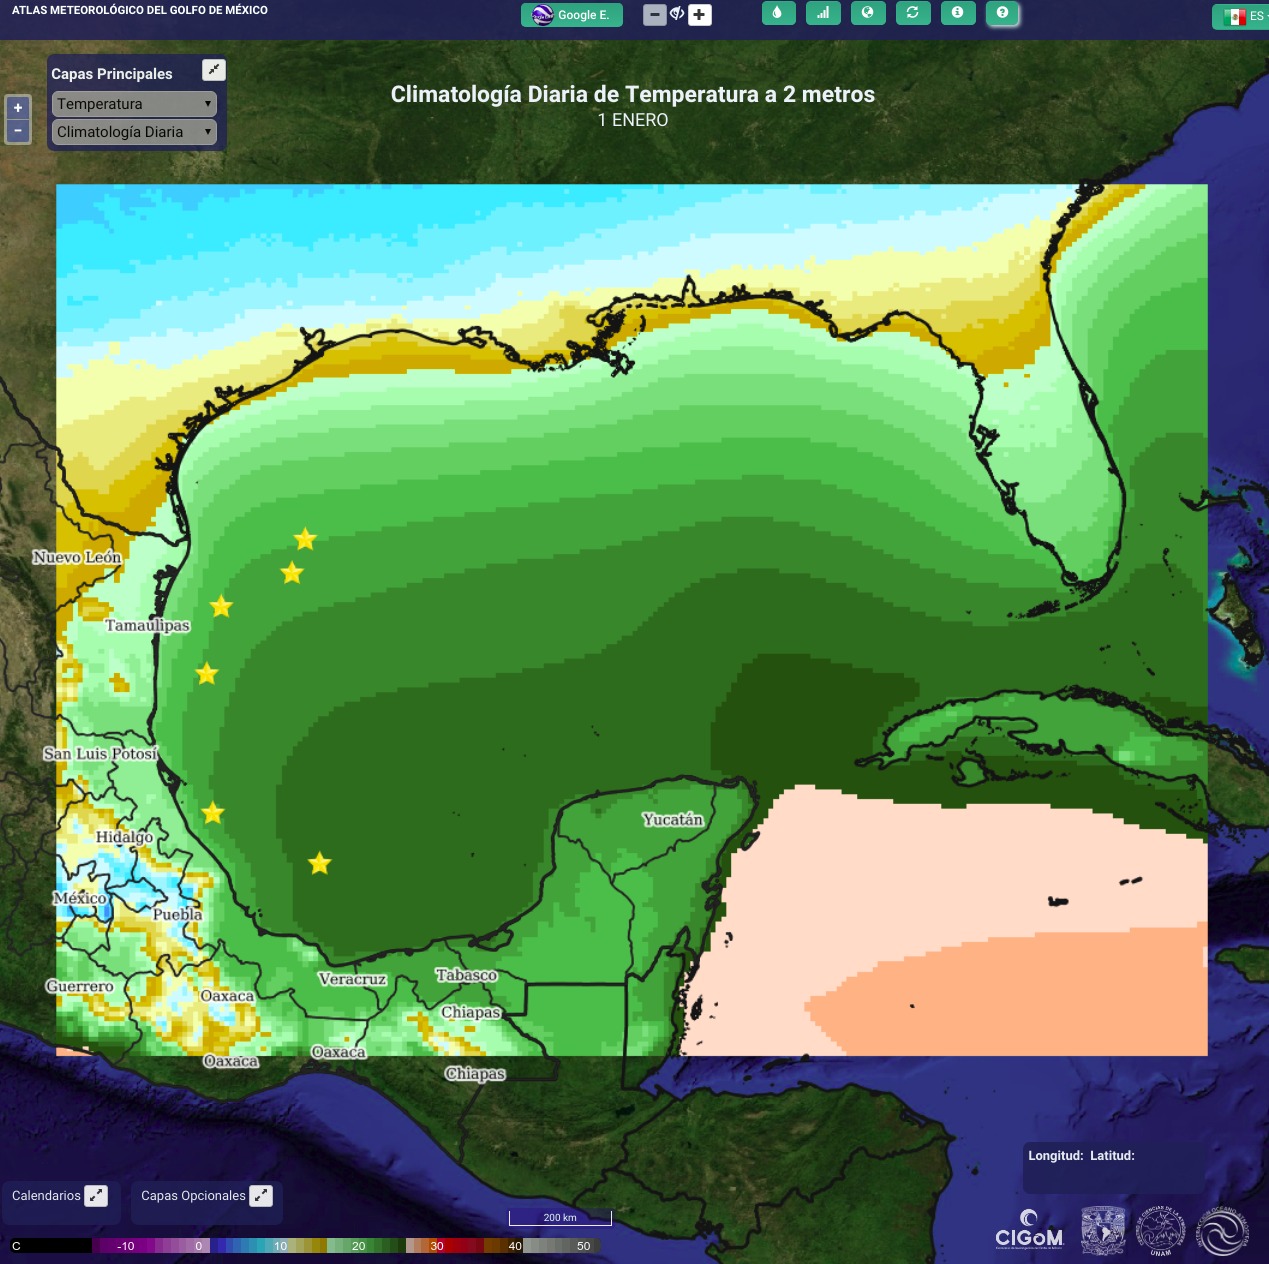 ATLAS METEOROLÓGICO DEL GOLFO DE MÉXICO
Google E.
ES
Capas Principales
Temperatura
Climatología Diaria
Climatología Diaria de Temperatura a 2 metros
1 ENERO
Nuevo León
Tamaulipas
San Luis Potosí
Hidalgo
Yucatán
México
Puebla
Guerrero
Oaxaca
Veracruz
Tabasco
Chiapas
Oaxaca
Oaxaca
Chiapas
Longitud: Latitud:
Calendarios
Capas Opcionales
200 km
C -10 0 10 20 30 40 50
CIGoM
UNAM